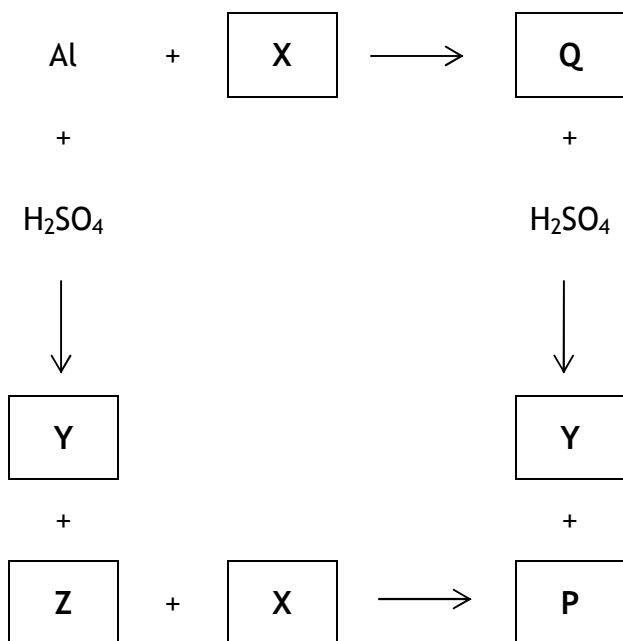 Al + X Q
+ +
H₂SO₄ H₂SO₄
Y Y
+ +
Z + X P